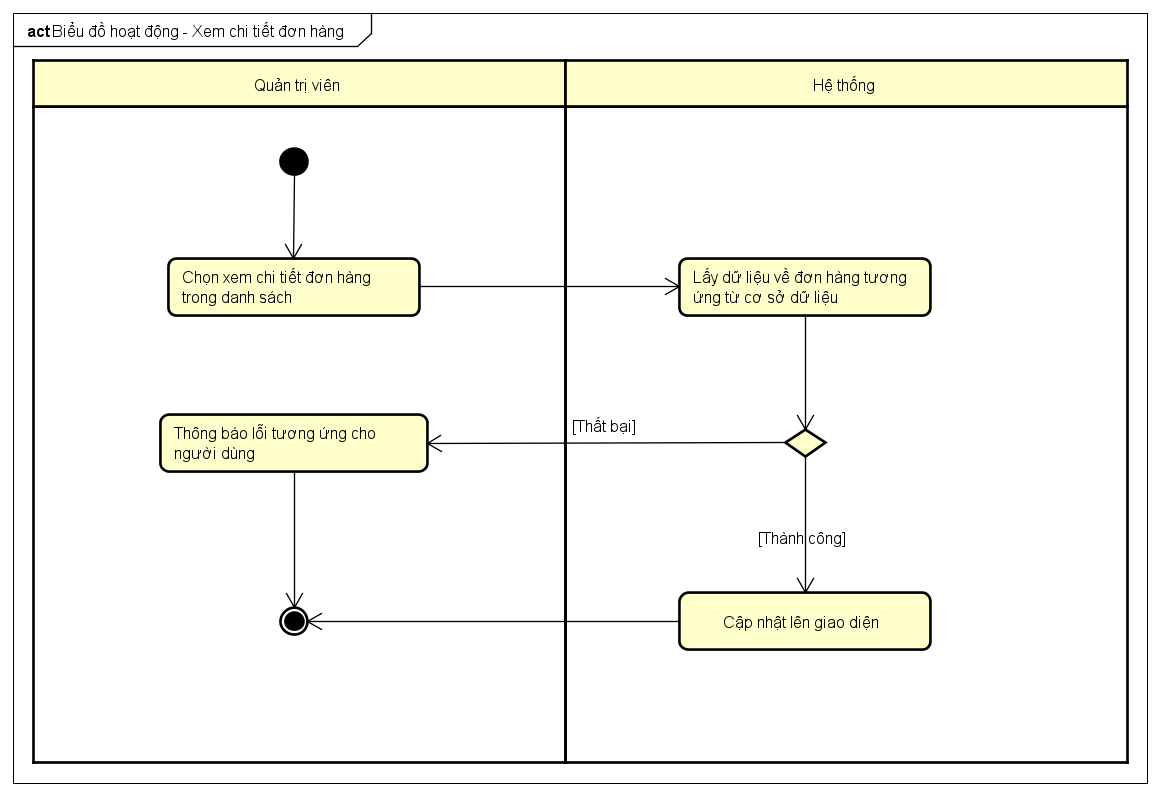 act Biểu đồ hoạt động - Xem chi tiết đơn hàng
Quản trị viên
Hệ thống
Chọn xem chi tiết đơn hàng
trong danh sách
Lấy dữ liệu về đơn hàng tương
ứng từ cơ sở dữ liệu
Thông báo lỗi tương ứng cho
người dùng
[Thất bại]
[Thành công]
Cập nhật lên giao diện